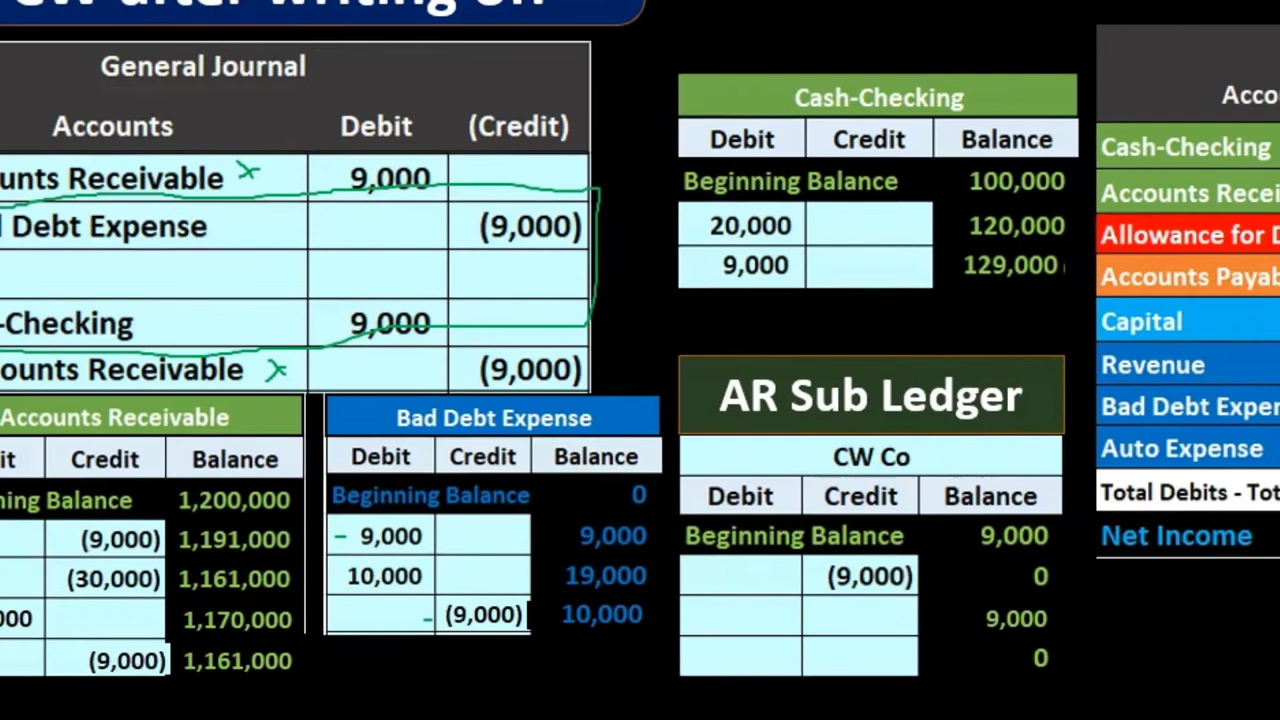 CW after writing off
General Journal
Accounts Debit (Credit)
unts Receivable 9,000
Debt Expense (9,000)
-Checking 9,000
ounts Receivable (9,000)
Accounts Receivable
it Credit Balance
ning Balance 1,200,000
(9,000) 1,191,000
(30,000) 1,161,000
000 1,170,000
(9,000) 1,161,000
Bad Debt Expense
Debit Credit Balance
Beginning Balance 0
9,000 9,000
10,000 19,000
(9,000) 10,000
Cash-Checking
Debit Credit Balance
Beginning Balance 100,000
20,000 120,000
9,000 129,000
AR Sub Ledger
CW Co
Debit Credit Balance
Beginning Balance 9,000
(9,000) 0
9,000
0
Acco
Cash-Checking
Accounts Recei
Allowance for D
Accounts Payab
Capital
Revenue
Bad Debt Exper
Auto Expense
Total Debits - Tot
Net Income